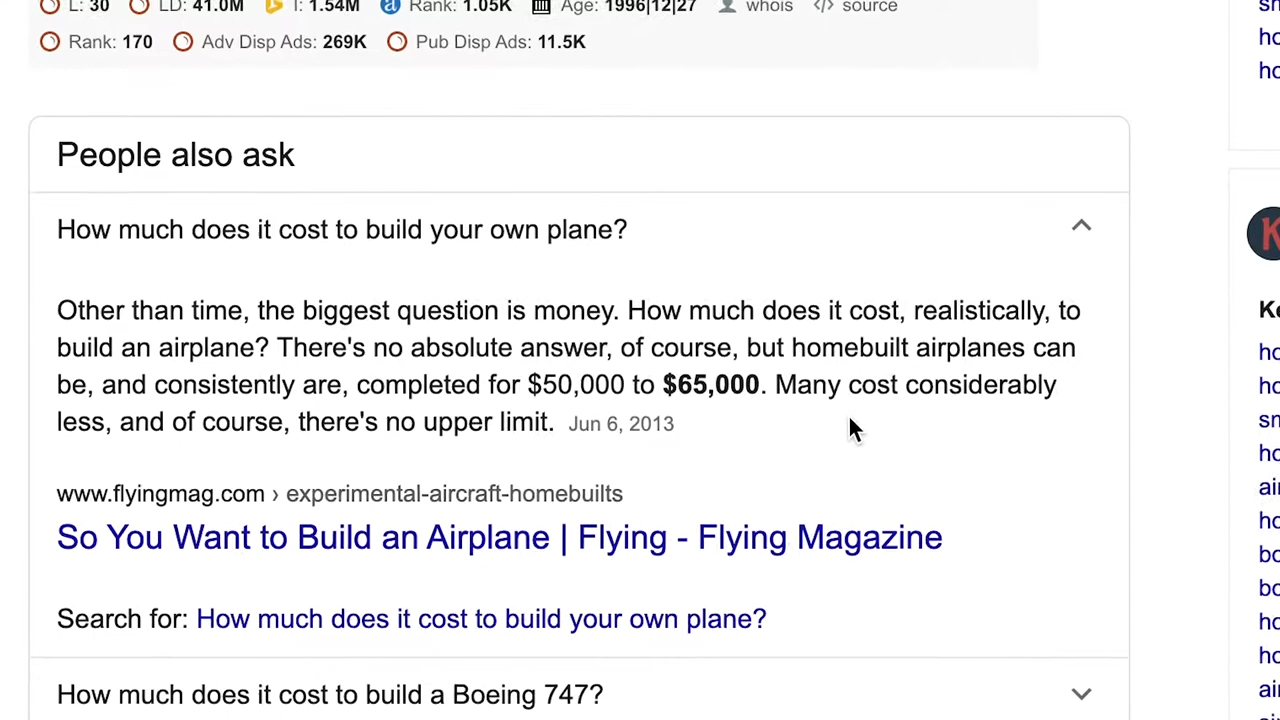 L: 30 LD: 41.0M I: 1.54M Rank: 1.05K Age: 1996|12|27 whois </> source
Rank: 170 Adv Disp Ads: 269K Pub Disp Ads: 11.5K
People also ask
How much does it cost to build your own plane?
Other than time, the biggest question is money. How much does it cost, realistically, to
build an airplane? There's no absolute answer, of course, but homebuilt airplanes can
be, and consistently are, completed for $50,000 to $65,000. Many cost considerably
less, and of course, there's no upper limit. Jun 6, 2013
www.flyingmag.com › experimental-aircraft-homebuilts
So You Want to Build an Airplane | Flying - Flying Magazine
Search for: How much does it cost to build your own plane?
How much does it cost to build a Boeing 747?